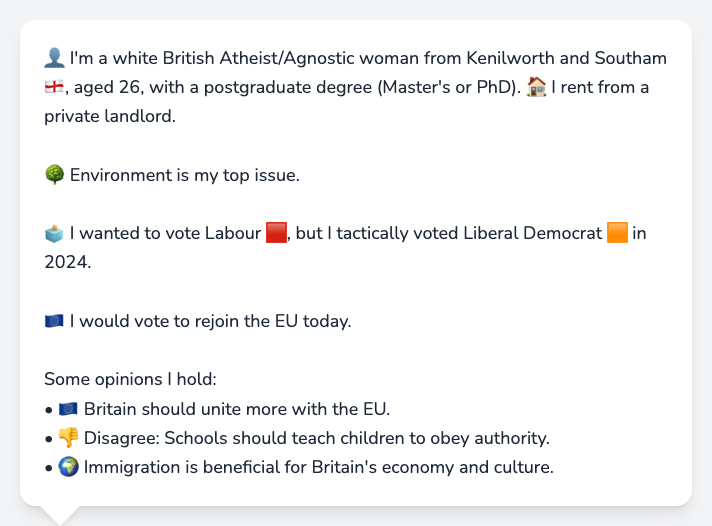 👤 I'm a white British Atheist/Agnostic woman from Kenilworth and Southam
🏴󠁧󠁢󠁥󠁮󠁧󠁿, aged 26, with a postgraduate degree (Master's or PhD). 🏠 I rent from a
private landlord.
🌳 Environment is my top issue.
🗳️ I wanted to vote Labour 🟥, but I tactically voted Liberal Democrat 🟧 in
2024.
🇪🇺 I would vote to rejoin the EU today.
Some opinions I hold:
• 🇪🇺 Britain should unite more with the EU.
• 👎 Disagree: Schools should teach children to obey authority.
• 🌍 Immigration is beneficial for Britain's economy and culture.